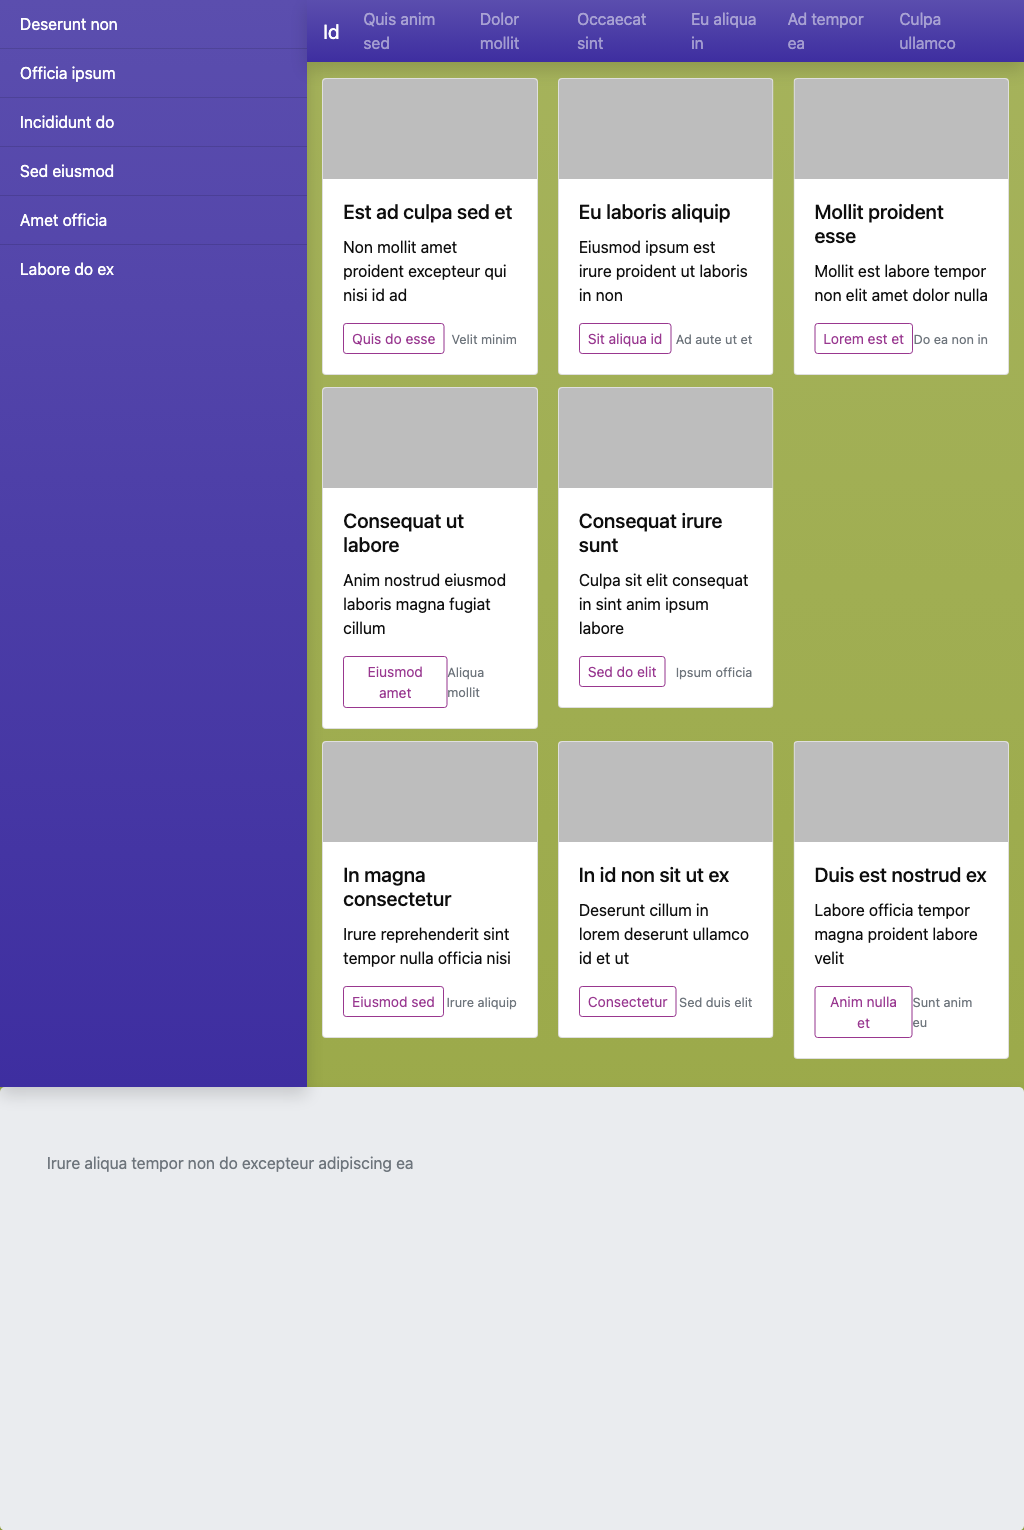 Deserunt non
Officia ipsum
Incididunt do
Sed eiusmod
Amet officia
Labore do ex
Id
Quis anim
sed
Dolor
mollit
Occaecat
sint
Eu aliqua
in
Ad tempor
ea
Culpa
ullamco
Est ad culpa sed et
Non mollit amet
proident excepteur qui
nisi id ad
Quis do esse
Velit minim
Eu laboris aliquip
Eiusmod ipsum est
irure proident ut laboris
in non
Sit aliqua id
Ad aute ut et
Mollit proident
esse
Mollit est labore tempor
non elit amet dolor nulla
Lorem est et
Do ea non in
Consequat ut
labore
Anim nostrud eiusmod
laboris magna fugiat
cillum
Eiusmod
amet
Aliqua
mollit
Consequat irure
sunt
Culpa sit elit consequat
in sint anim ipsum
labore
Sed do elit
Ipsum officia
In magna
consectetur
Irure reprehenderit sint
tempor nulla officia nisi
Eiusmod sed
Irure aliquip
In id non sit ut ex
Deserunt cillum in
lorem deserunt ullamco
id et ut
Consectetur
Sed duis elit
Duis est nostrud ex
Labore officia tempor
magna proident labore
velit
Anim nulla
et
Sunt anim
eu
Irure aliqua tempor non do excepteur adipiscing ea